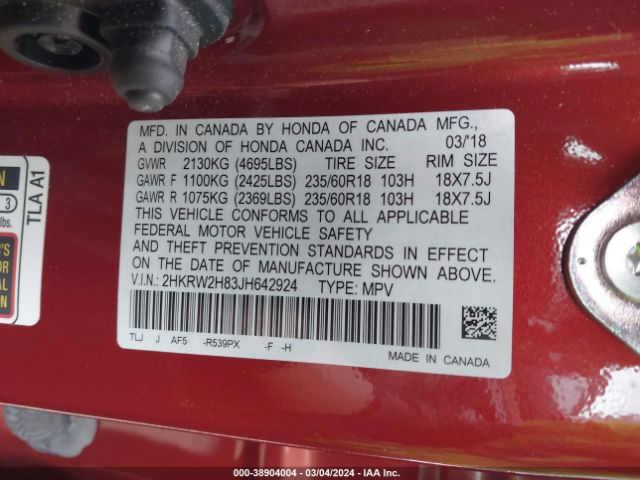 MFD. IN CANADA BY HONDA OF CANADA MFG.,
A DIVISION OF HONDA CANADA INC. 03/'18
GVWR 2130KG (4695LBS) TIRE SIZE RIM SIZE
GAWR F 1100KG (2425LBS) 235/60R18 103H 18X7.5J
GAWR R 1075KG (2369LBS) 235/60R18 103H 18X7.5J
THIS VEHICLE CONFORMS TO ALL APPLICABLE
FEDERAL MOTOR VEHICLE SAFETY
AND THEFT PREVENTION STANDARDS IN EFFECT
ON THE DATE OF MANUFACTURE SHOWN ABOVE.
V.I.N.: 2HKRW2H83JH642924 TYPE: MPV
TLJ J AF5 -R539PX -F -H
MADE IN CANADA
TLA A1
3
lbs.
000-38904004 — 03/04/2024 — IAA Inc.